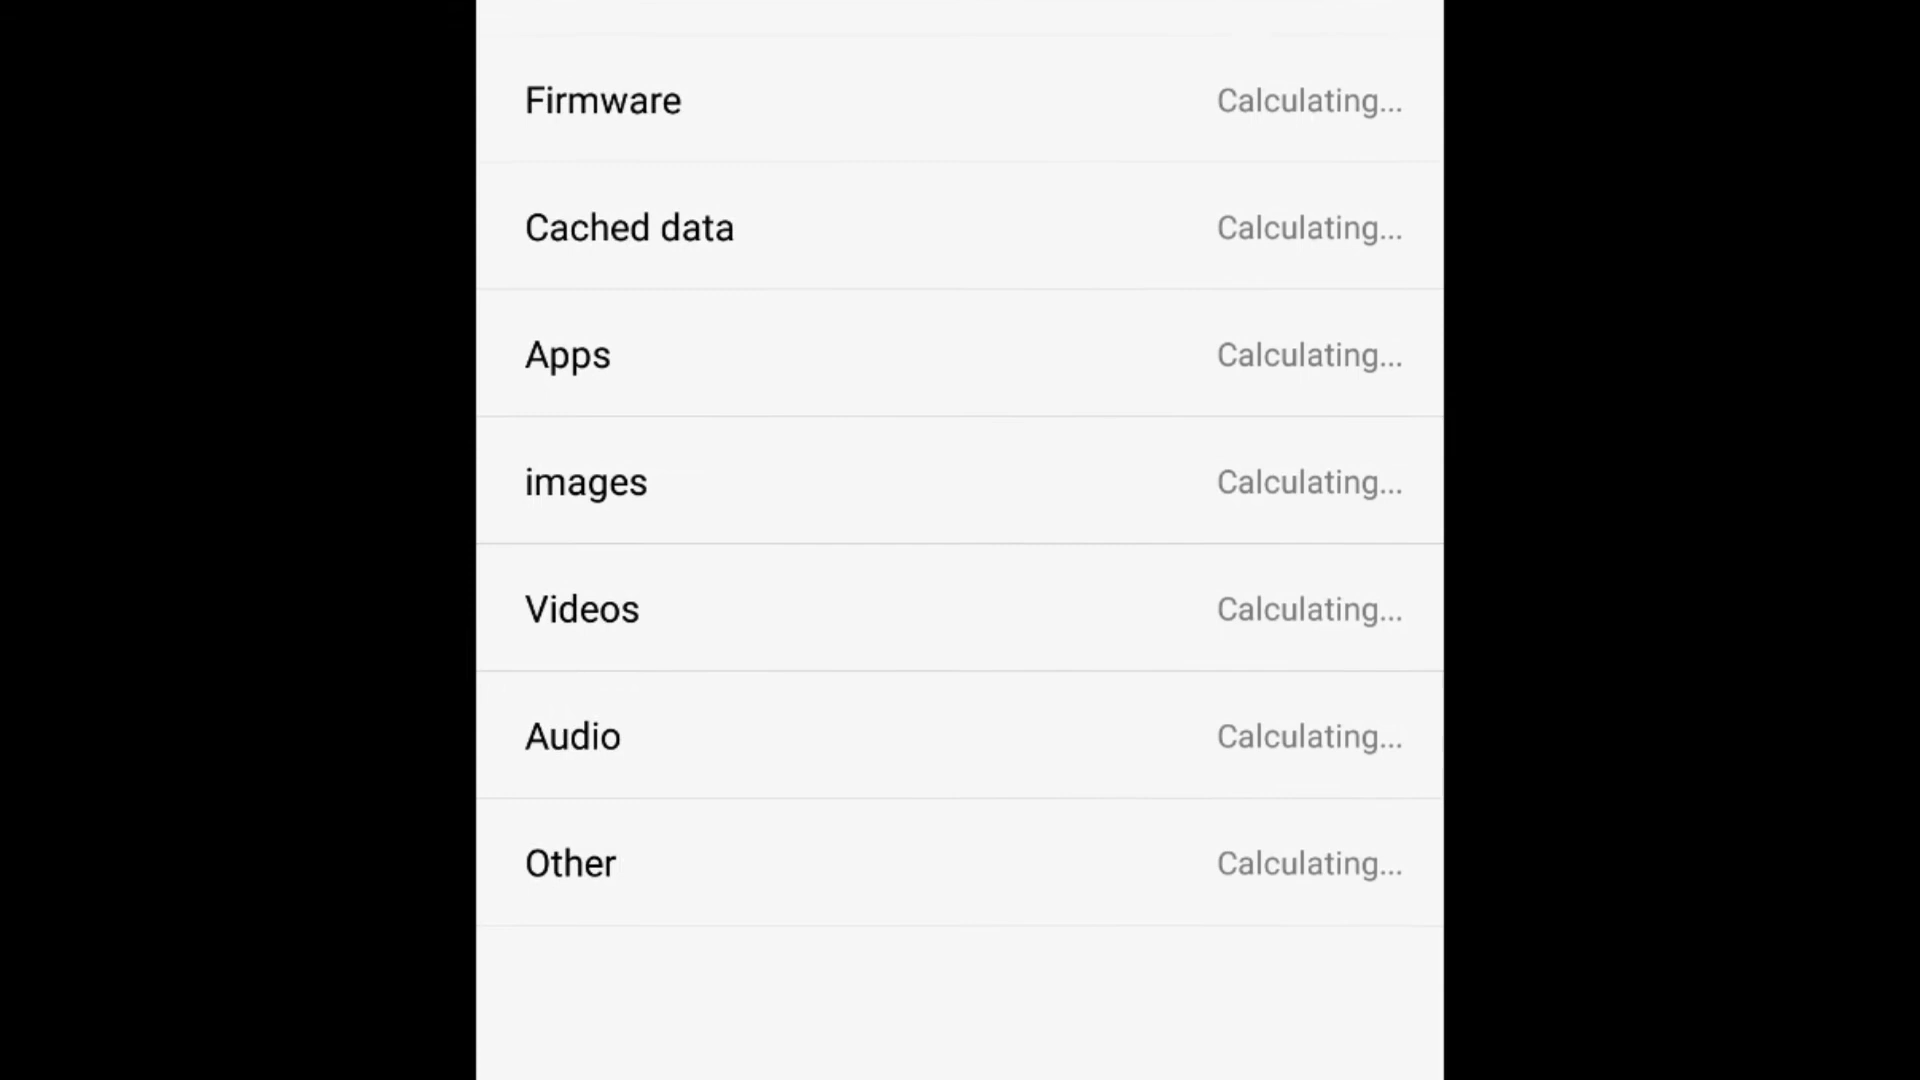 Firmware Calculating...
Cached data Calculating...
Apps Calculating...
images Calculating...
Videos Calculating...
Audio Calculating...
Other Calculating...